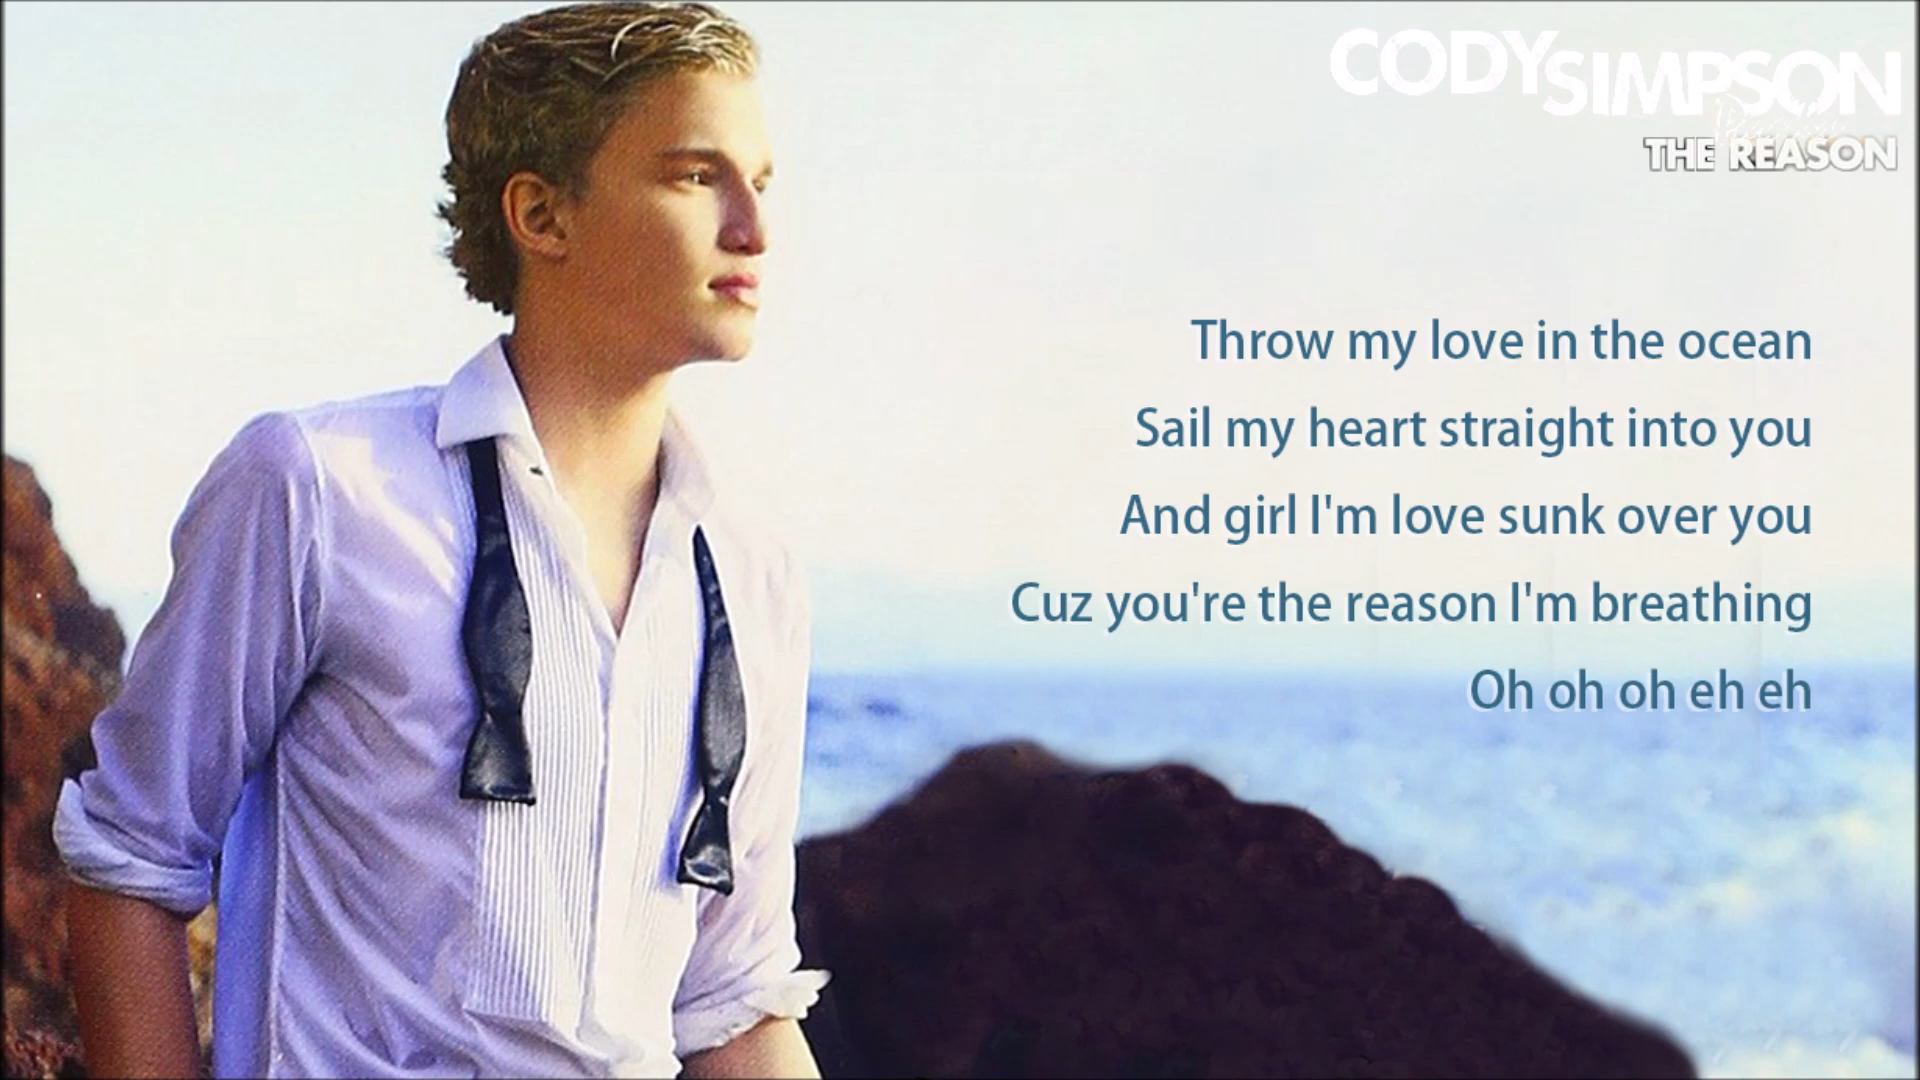 CODY SIMPSON
THE REASON
Throw my love in the ocean
Sail my heart straight into you
And girl I'm love sunk over you
Cuz you're the reason I'm breathing
Oh oh oh eh eh